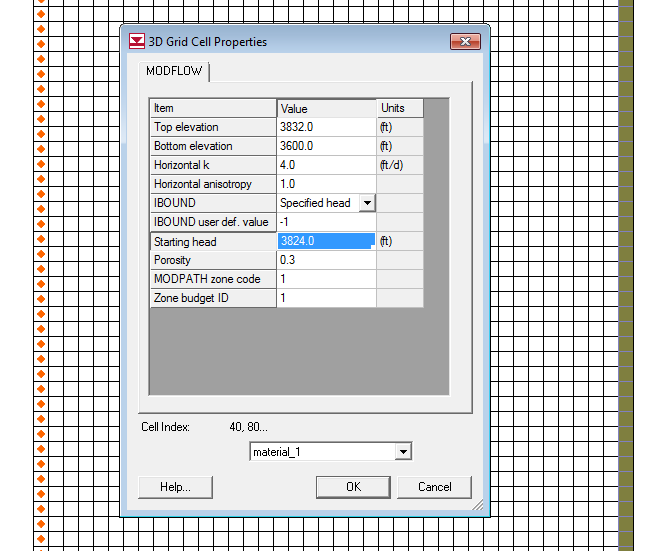 3D Grid Cell Properties
MODFLOW
Item Value Units
Top elevation 3832.0 (ft)
Bottom elevation 3600.0 (ft)
Horizontal k 4.0 (ft/d)
Horizontal anisotropy 1.0
IBOUND Specified head
IBOUND user def. value -1
Starting head 3824.0 (ft)
Porosity 0.3
MODPATH zone code 1
Zone budget ID 1
Cell Index: 40, 80...
material_1
Help... OK Cancel